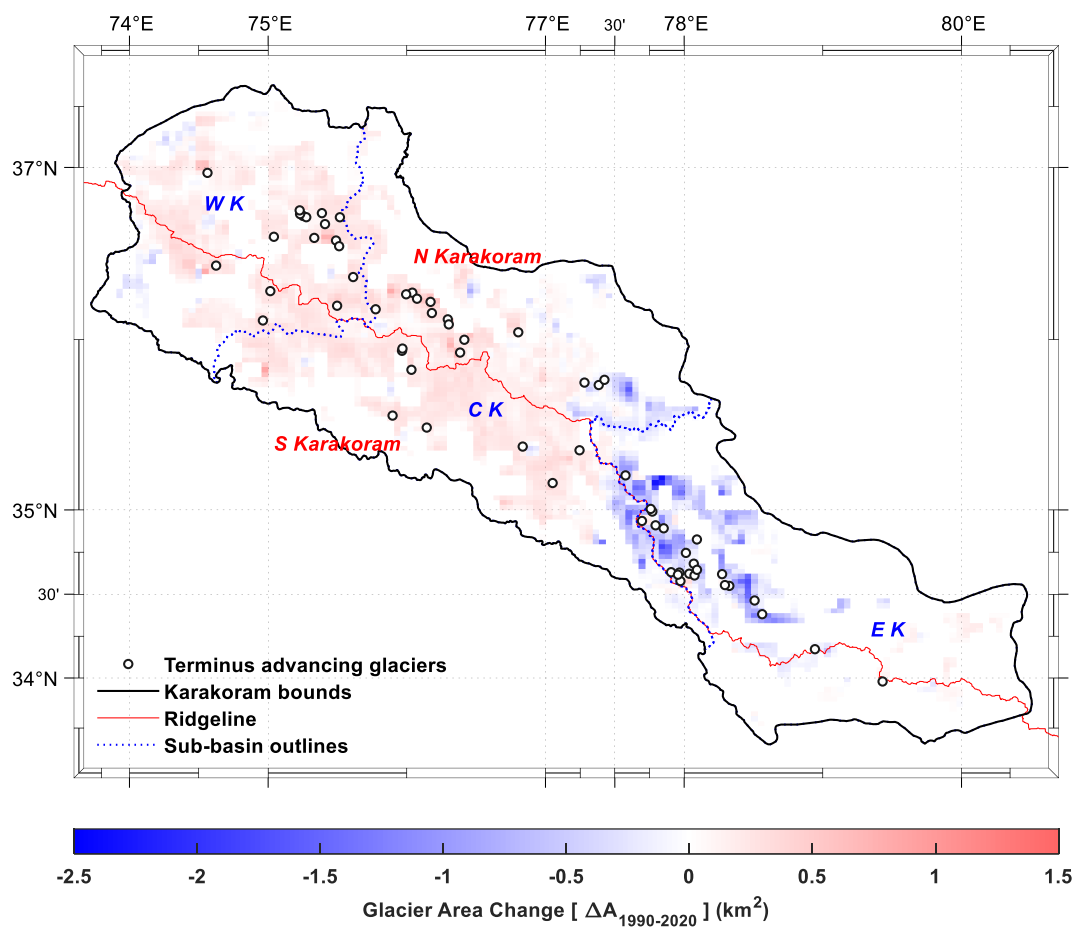 74°E 75°E 77°E 30' 78°E 80°E
37°N
W K
N Karakoram
C K
S Karakoram
35°N
30'
E K
34°N
Terminus advancing glaciers
Karakoram bounds
Ridgeline
Sub-basin outlines
-2.5 -2 -1.5 -1 -0.5 0 0.5 1 1.5
Glacier Area Change [ ΔA1990-2020 ] (km2)